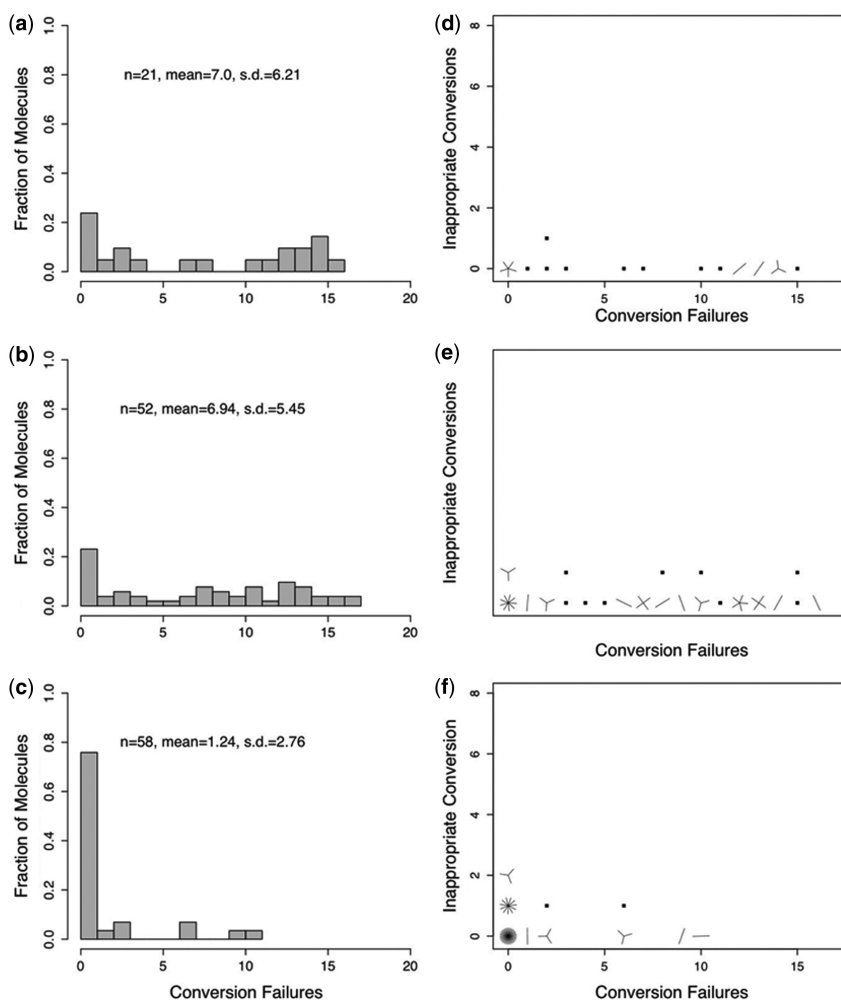 (a)
Fraction of Molecules
1.0
0.8
0.6
0.4
0.2
0.0
n=21, mean=7.0, s.d.=6.21
0 5 10 15 20
(d)
Inappropriate Conversions
8
6
4
2
0
0 5 10 15
Conversion Failures
(b)
Fraction of Molecules
1.0
0.8
0.6
0.4
0.2
0.0
n=52, mean=6.94, s.d.=5.45
0 5 10 15 20
(e)
Inappropriate Conversions
Conversion Failures
(c)
Fraction of Molecules
1.0
0.8
0.6
0.4
0.2
0.0
n=58, mean=1.24, s.d.=2.76
0 5 10 15 20
Conversion Failures
(f)
Inappropriate Conversion
8
6
4
2
0
0 5 10 15
Conversion Failures